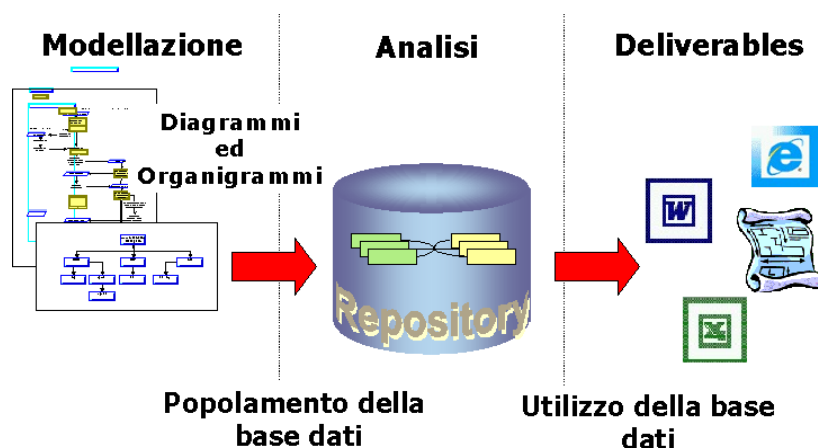 Modellazione
Analisi
Deliverables
Diagrammi
ed
Organigrammi
Repository
W
e
X
Popolamento della
base dati
Utilizzo della base
dati